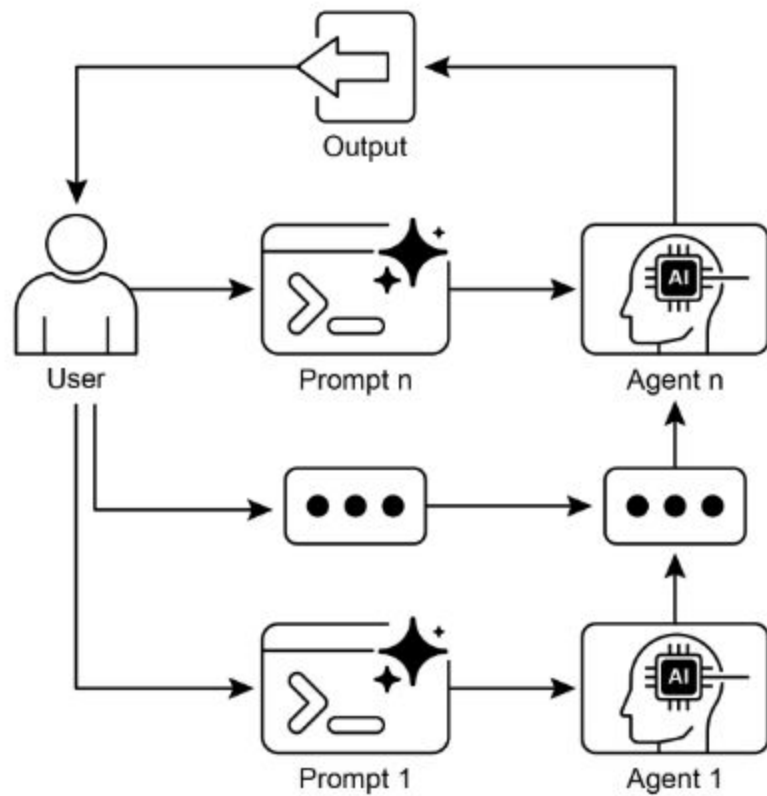 Output
AI
User
Prompt n
Agent n
AI
Prompt 1
Agent 1